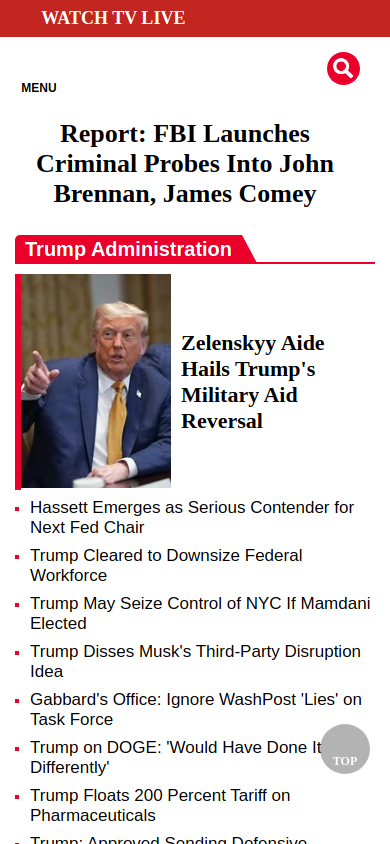 WATCH TV LIVE
MENU
Report: FBI Launches
Criminal Probes Into John
Brennan, James Comey
Trump Administration
Zelenskyy Aide
Hails Trump's
Military Aid
Reversal
Hassett Emerges as Serious Contender for
Next Fed Chair
Trump Cleared to Downsize Federal
Workforce
Trump May Seize Control of NYC If Mamdani
Elected
Trump Disses Musk's Third-Party Disruption
Idea
Gabbard's Office: Ignore WashPost 'Lies' on
Task Force
Trump on DOGE: 'Would Have Done It
Differently'
TOP
Trump Floats 200 Percent Tariff on
Pharmaceuticals
Trump: Approved Sending Defensive